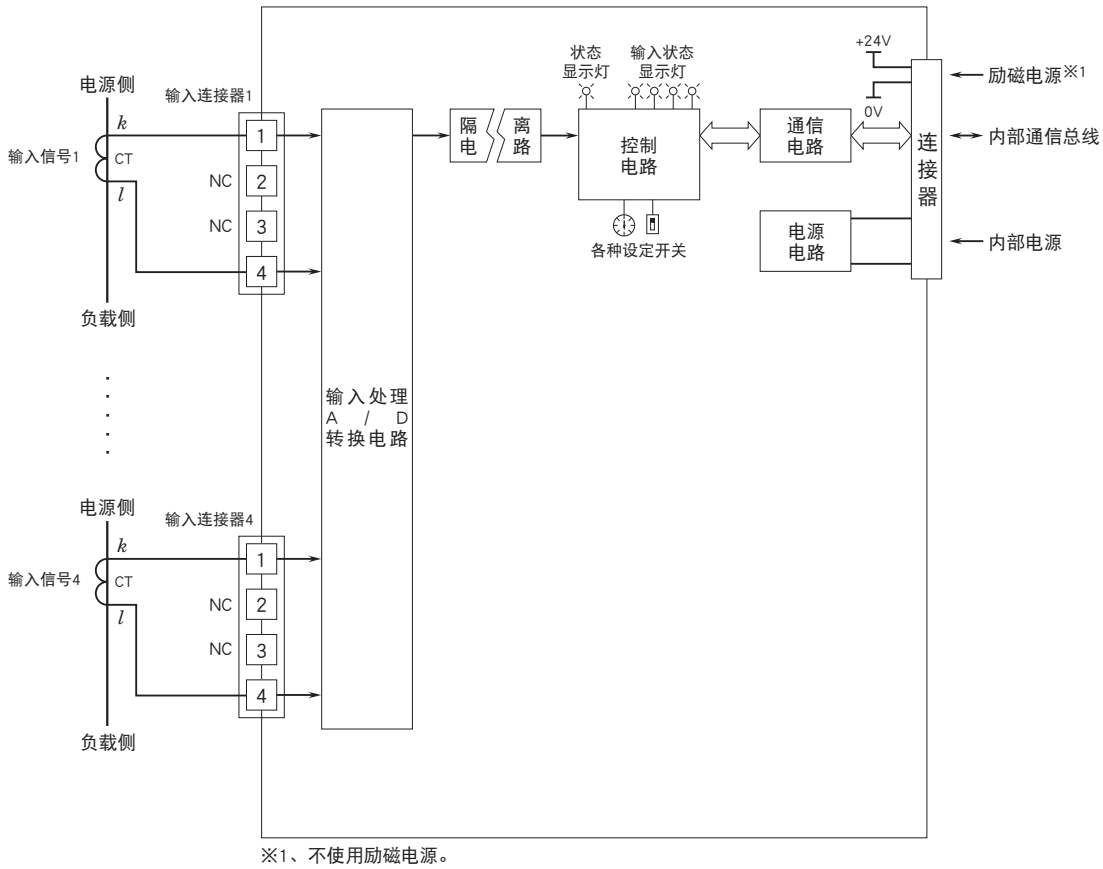 电源侧
输入连接器1
k
输入信号1
CT
l
1
NC 2
NC 3
4
负载侧
输入处理
A / D
转换电路
隔 离
电 路
状态
显示灯
输入状态
显示灯
控制
电路
各种设定开关
通信
电路
电源
电路
+24V
0V
连
接
器
励磁电源※1
内部通信总线
内部电源
电源侧
输入连接器4
k
输入信号4
CT
l
1
NC 2
NC 3
4
负载侧
※1、不使用励磁电源。